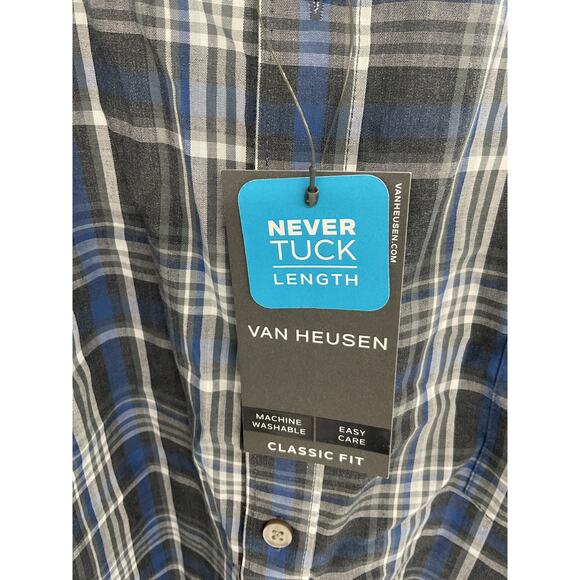 NEVER
TUCK
LENGTH
VANHEUSEN.COM
VAN HEUSEN
MACHINE
WASHABLE
EASY
CARE
CLASSIC FIT